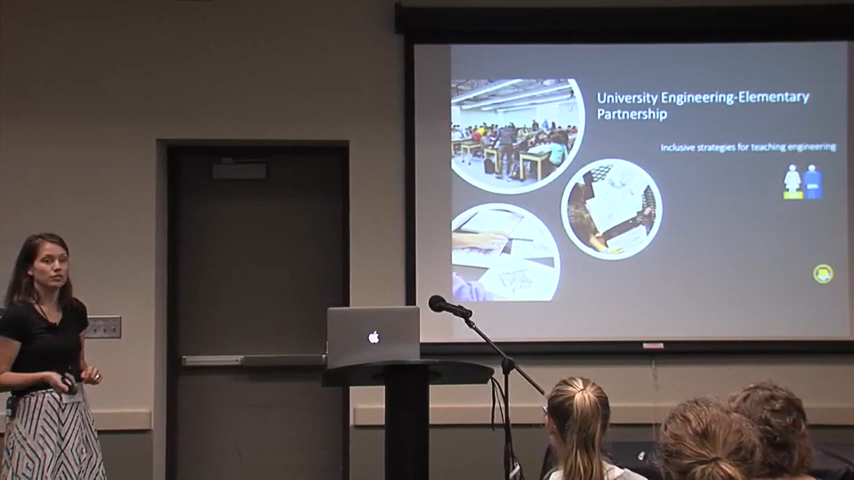 University Engineering-Elementary
Partnership
Inclusive strategies for teaching engineering